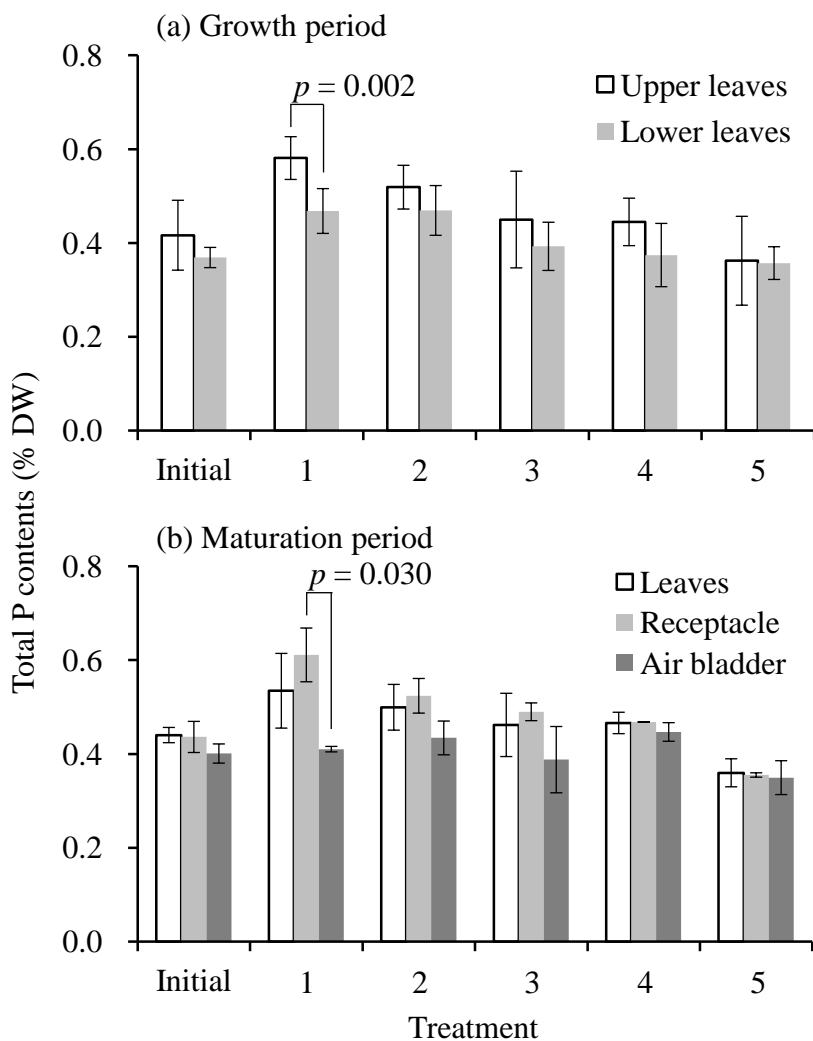 (a) Growth period
0.8
p = 0.002
Upper leaves
Lower leaves
0.6
0.4
0.2
0.0
Initial 1 2 3 4 5
Total P contents (% DW)
(b) Maturation period
0.8
p = 0.030
Leaves
Receptacle
Air bladder
0.6
0.4
0.2
0.0
Initial 1 2 3 4 5
Treatment